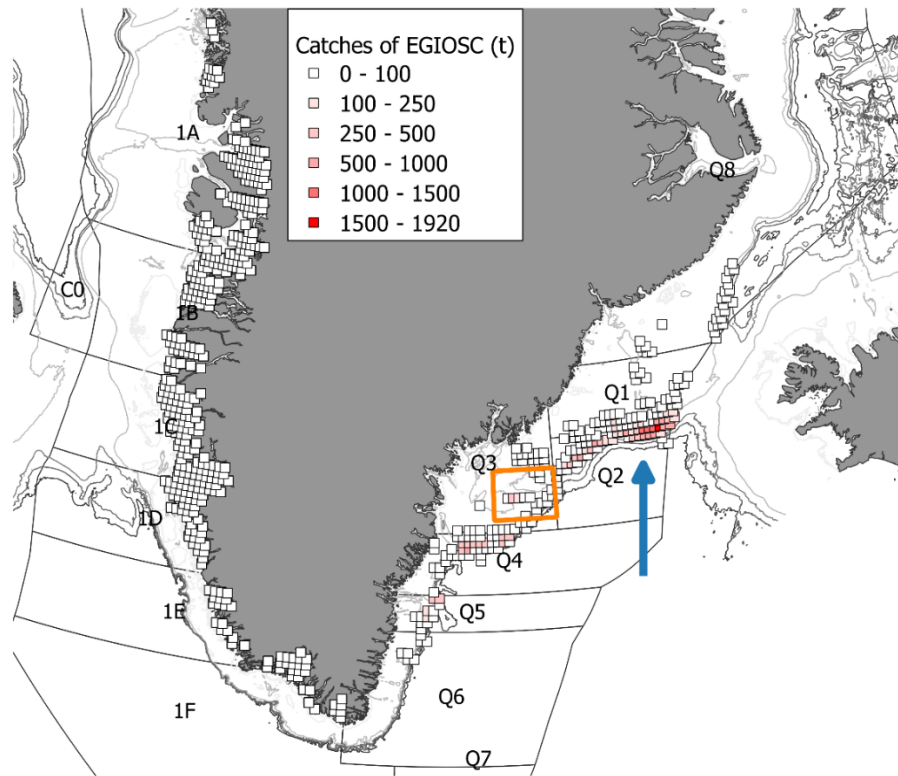 Catches of EGIOSC (t)
0 - 100
100 - 250
250 - 500
500 - 1000
1000 - 1500
1500 - 1920
1A
Q8
C0
1B
Q1
1C
Q3
Q2
1D
Q4
1E
Q5
Q6
1F
Q7